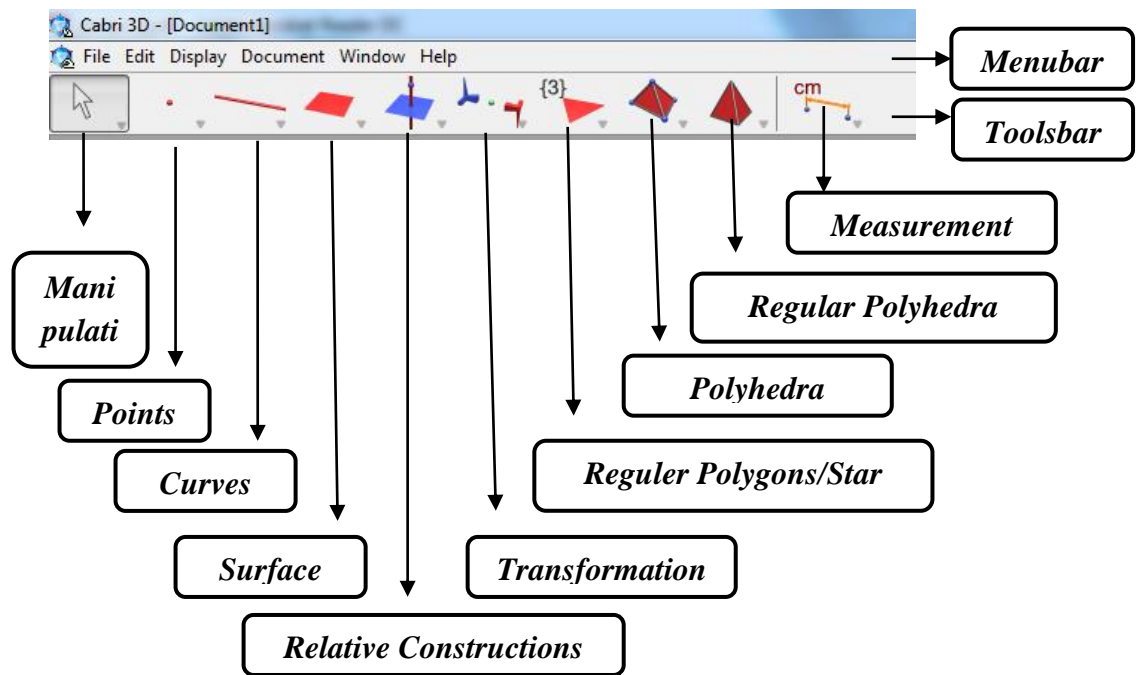 Cabri 3D - [Document1]
File Edit Display Document Window Help
Menubar
{3}
cm
Toolsbar
Measurement
Mani
pulati
Regular Polyhedra
Polyhedra
Points
Reguler Polygons/Star
Curves
Surface
Transformation
Relative Constructions